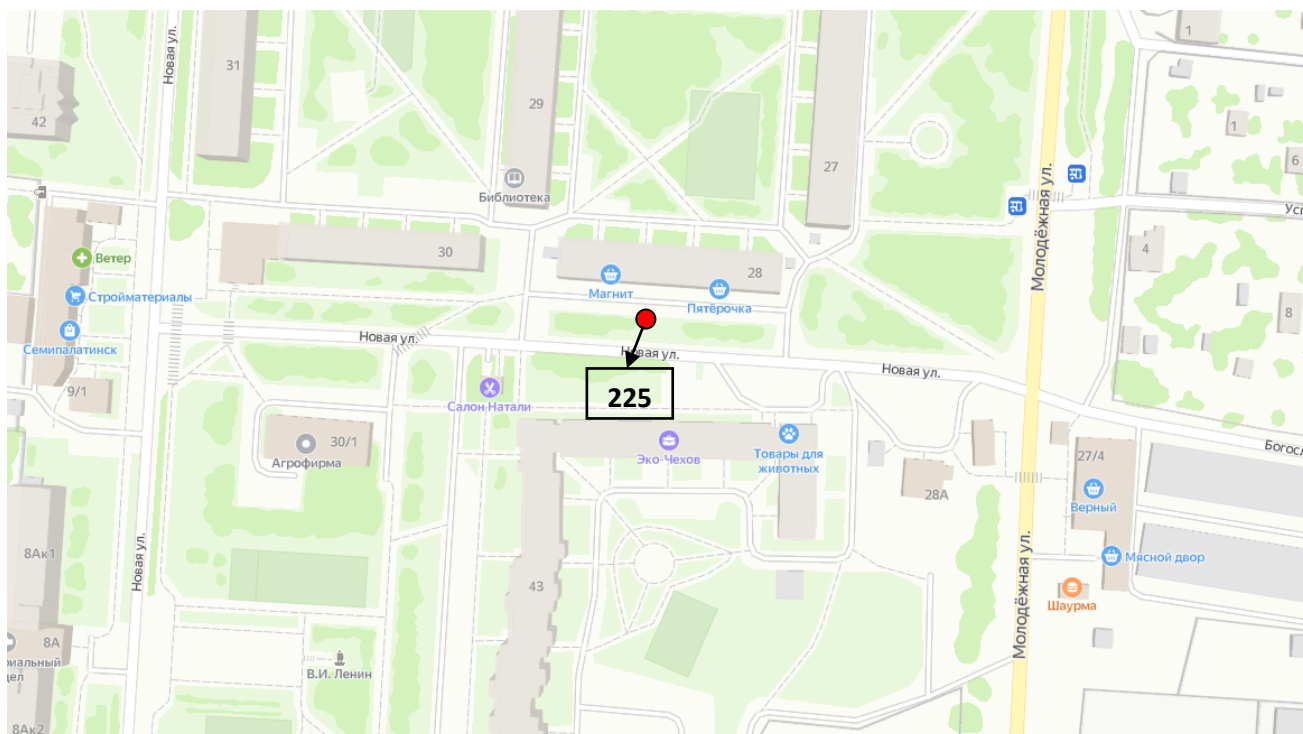 1
Новая ул.
31
29
42
1
27
6
Библиотека
Молодёжная ул.
Усп
30
4
Ветер
28
Магнит
Стройматериалы
Пятёрочка
8
Новая ул.
Новая ул.
Семипалатинск
Новая ул.
9/1
225
Салон Натали
30/1
Агрофирма
Эко-Чехов
Товары для
животных
27/4
Богосл
28А
Верный
8Ак1
Новая ул.
Мясной двор
43
Молодёжная ул.
Шаурма
8А
риальный
дел
В.И. Ленин
8Ак2